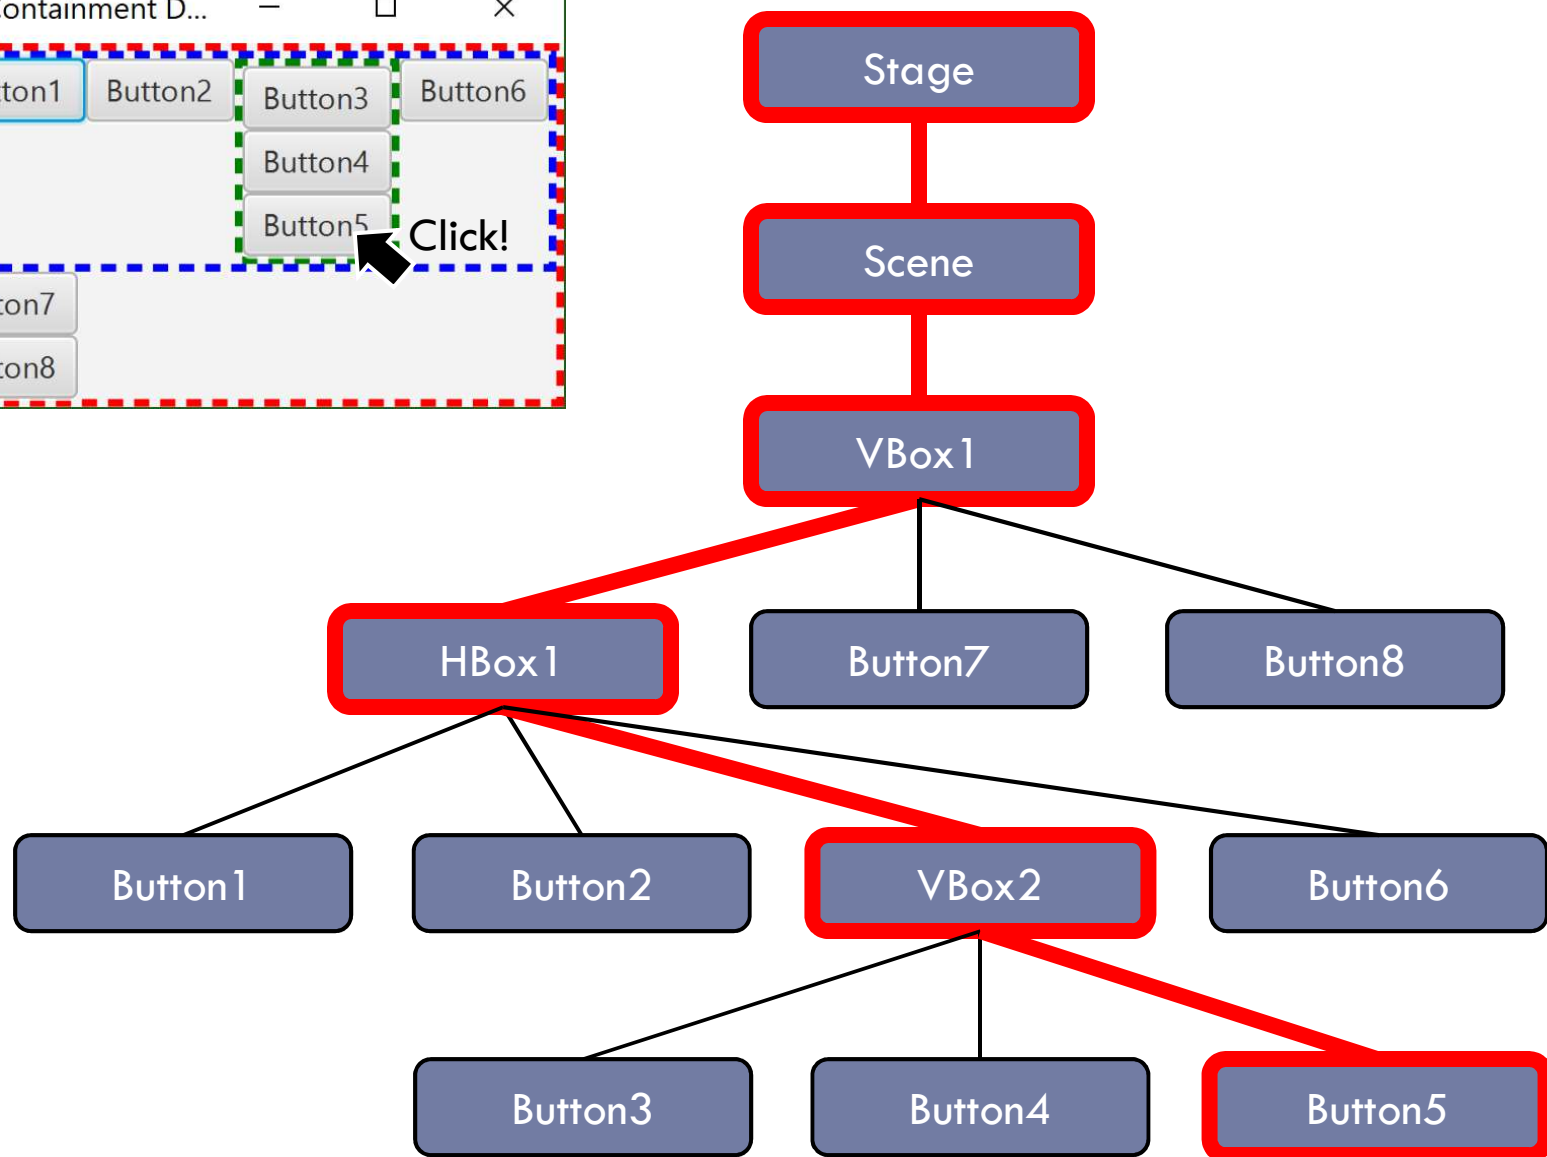 ontainment D...
ton1 Button2 Button3 Button6
Button4
Button5 Click!
ton7
ton8
Stage
Scene
VBox1
HBox1 Button7 Button8
Button1 Button2 VBox2 Button6
Button3 Button4 Button5